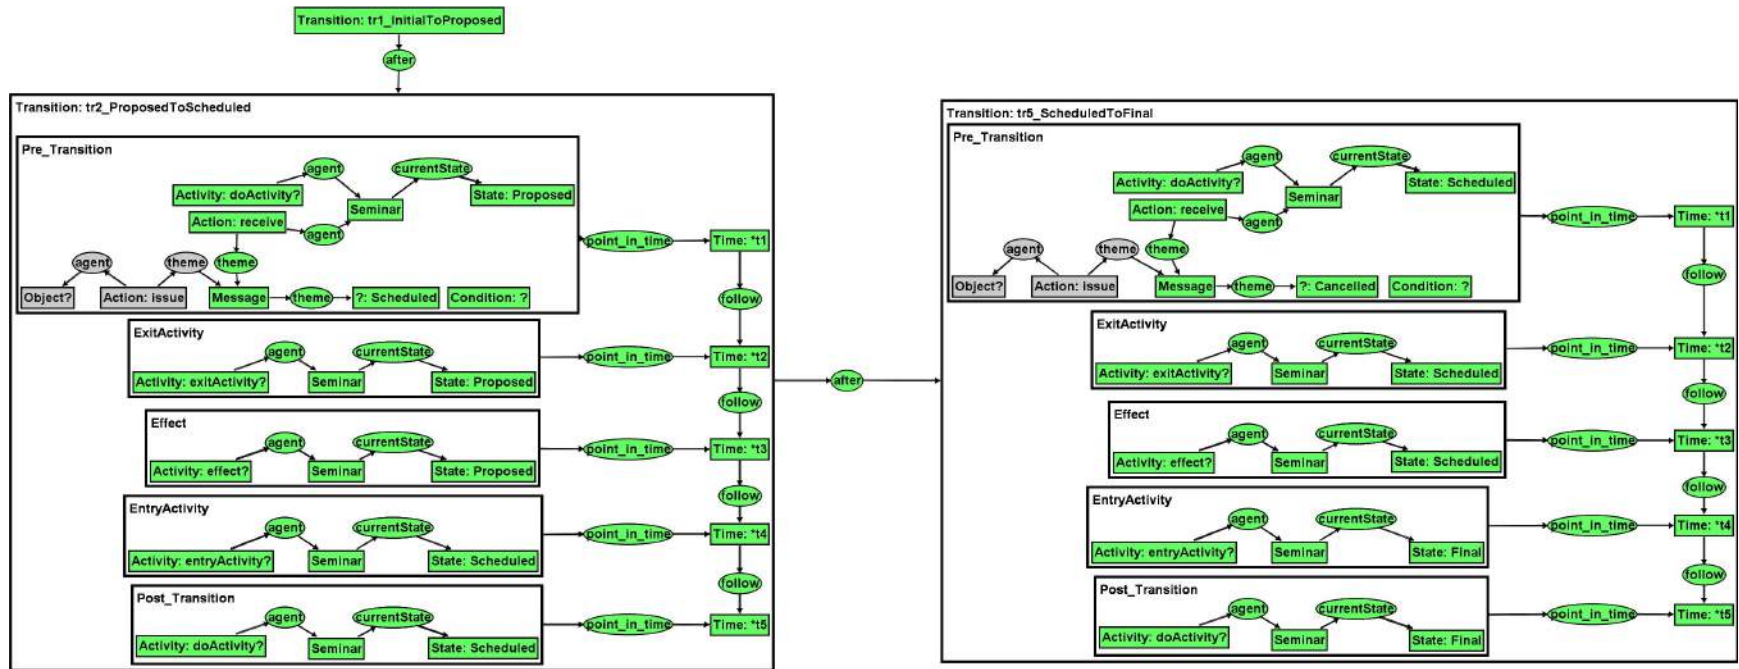 Transition: tr1_InitialToProposed
after
Transition: tr2_ProposedToScheduled
Pre_Transition
agent
currentState
Activity: doActivity?
State: Proposed
Seminar
Action: receive
agent
point_in_time
Time: *t1
agent
theme
theme
Object?
Action: issue
Message
theme
?: Scheduled
Condition: ?
follow
ExitActivity
agent
currentState
point_in_time
Time: *t2
Activity: exitActivity?
Seminar
State: Proposed
follow
Effect
agent
currentState
point_in_time
Time: *t3
Activity: effect?
Seminar
State: Proposed
follow
EntryActivity
agent
currentState
point_in_time
Time: *t4
Activity: entryActivity?
Seminar
State: Scheduled
follow
Post_Transition
agent
currentState
point_in_time
Time: *t5
Activity: doActivity?
Seminar
State: Scheduled
after
Transition: tr5_ScheduledToFinal
Pre_Transition
agent
currentState
Activity: doActivity?
State: Scheduled
Seminar
Action: receive
agent
point_in_time
Time: *t1
agent
theme
theme
Object?
Action: issue
Message
theme
?: Cancelled
Condition: ?
follow
ExitActivity
agent
currentState
point_in_time
Time: *t2
Activity: exitActivity?
Seminar
State: Scheduled
follow
Effect
agent
currentState
point_in_time
Time: *t3
Activity: effect?
Seminar
State: Scheduled
follow
EntryActivity
agent
currentState
point_in_time
Time: *t4
Activity: entryActivity?
Seminar
State: Final
follow
Post_Transition
agent
currentState
point_in_time
Time: *t5
Activity: doActivity?
Seminar
State: Final